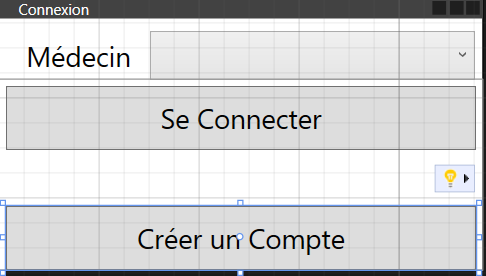 Connexion
Médecin
Se Connecter
Créer un Compte